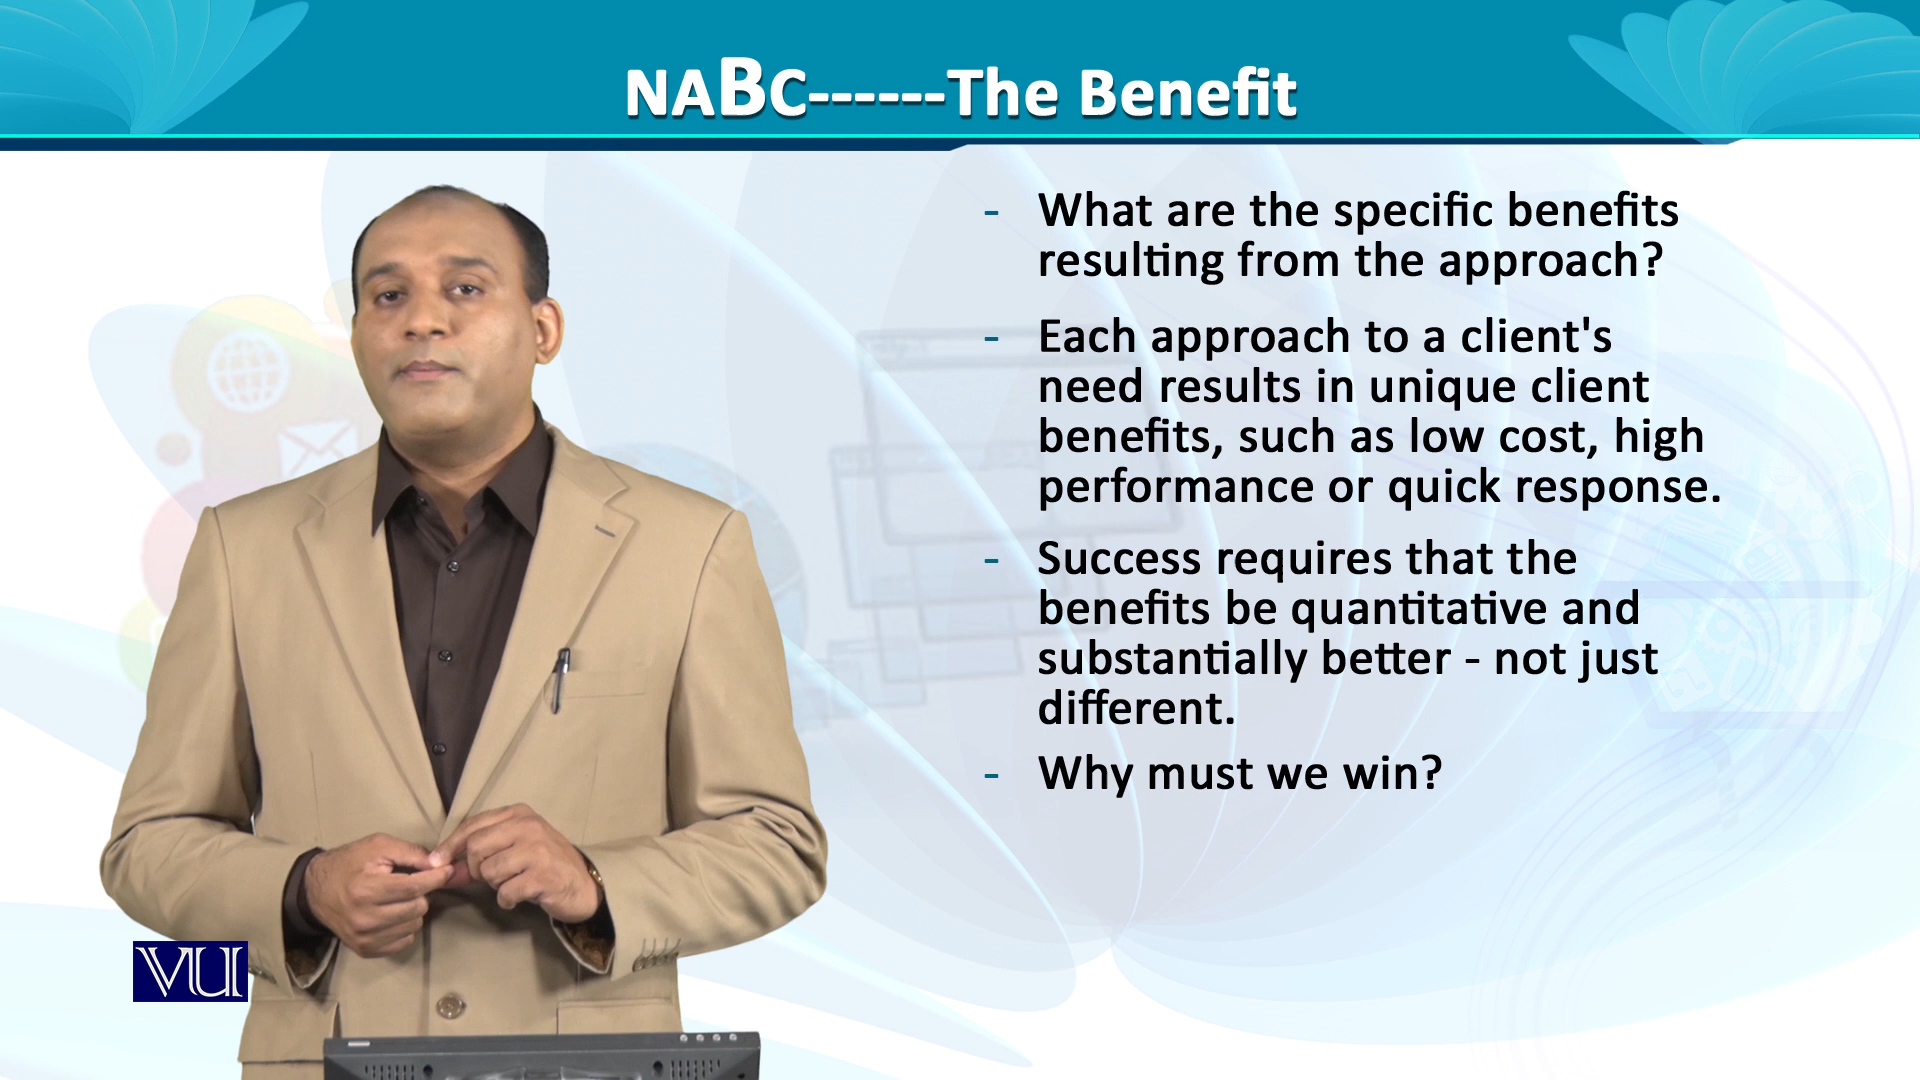 NABC------The Benefit
- What are the specific benefits
resulting from the approach?
- Each approach to a client's
need results in unique client
benefits, such as low cost, high
performance or quick response.
- Success requires that the
benefits be quantitative and
substantially better - not just
different.
- Why must we win?
VU